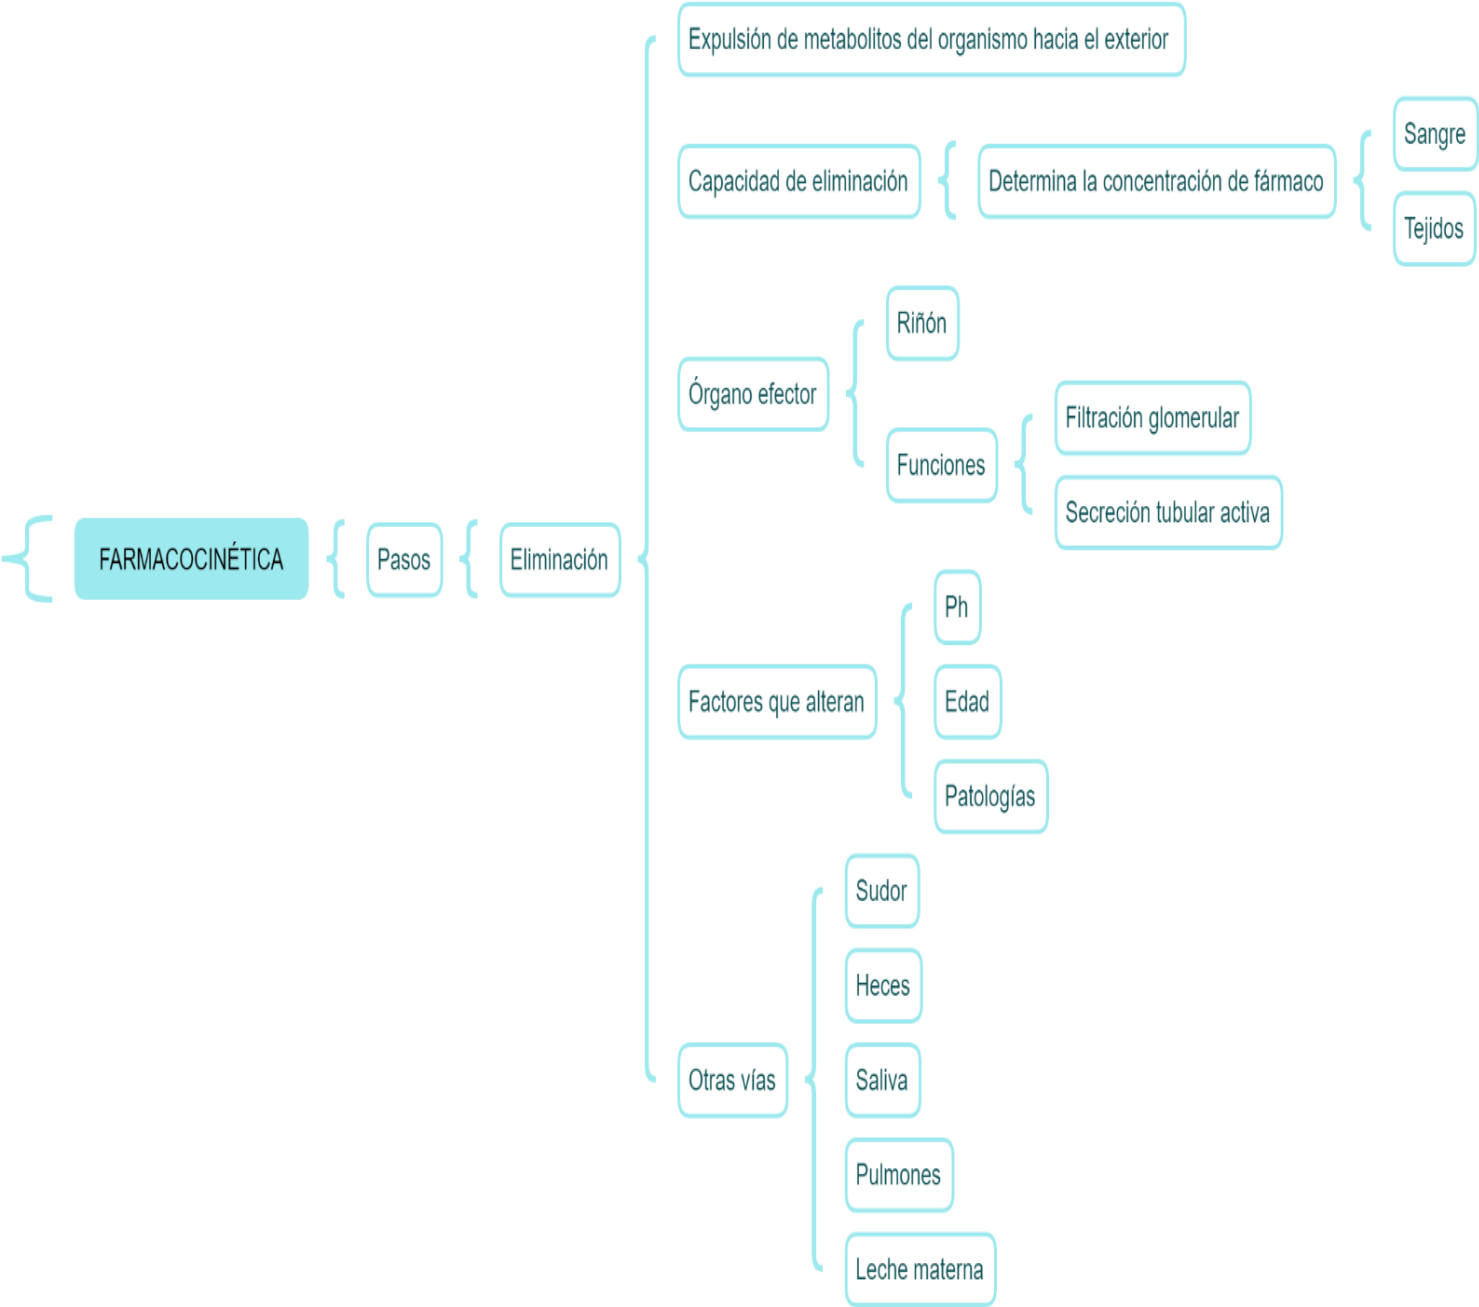 FARMACOCINÉTICA
Pasos
Eliminación
Expulsión de metabolitos del organismo hacia el exterior
Capacidad de eliminación
Determina la concentración de fármaco
Sangre
Tejidos
Órgano efector
Riñón
Funciones
Filtración glomerular
Secreción tubular activa
Factores que alteran
Ph
Edad
Patologías
Otras vías
Sudor
Heces
Saliva
Pulmones
Leche materna